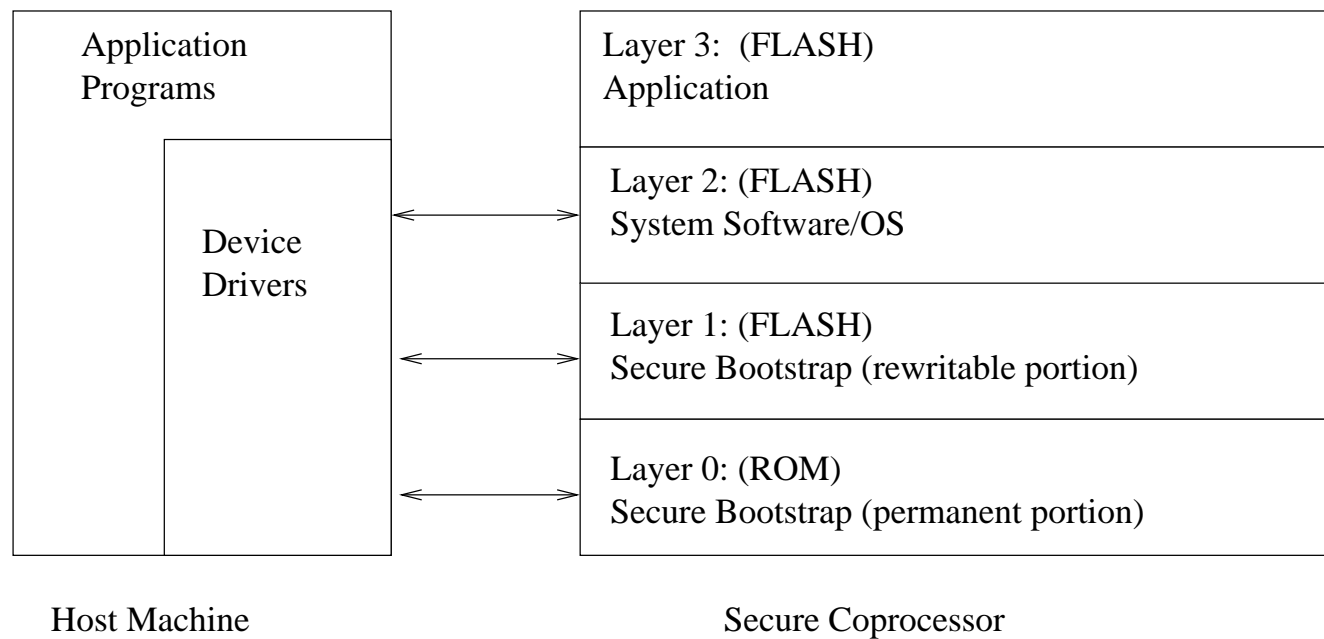 Application
Programs
Device
Drivers
Layer 3:  (FLASH)
Application
Layer 2: (FLASH)
System Software/OS
Layer 1: (FLASH)
Secure Bootstrap (rewritable portion)
Layer 0: (ROM)
Secure Bootstrap (permanent portion)
Host Machine
Secure Coprocessor